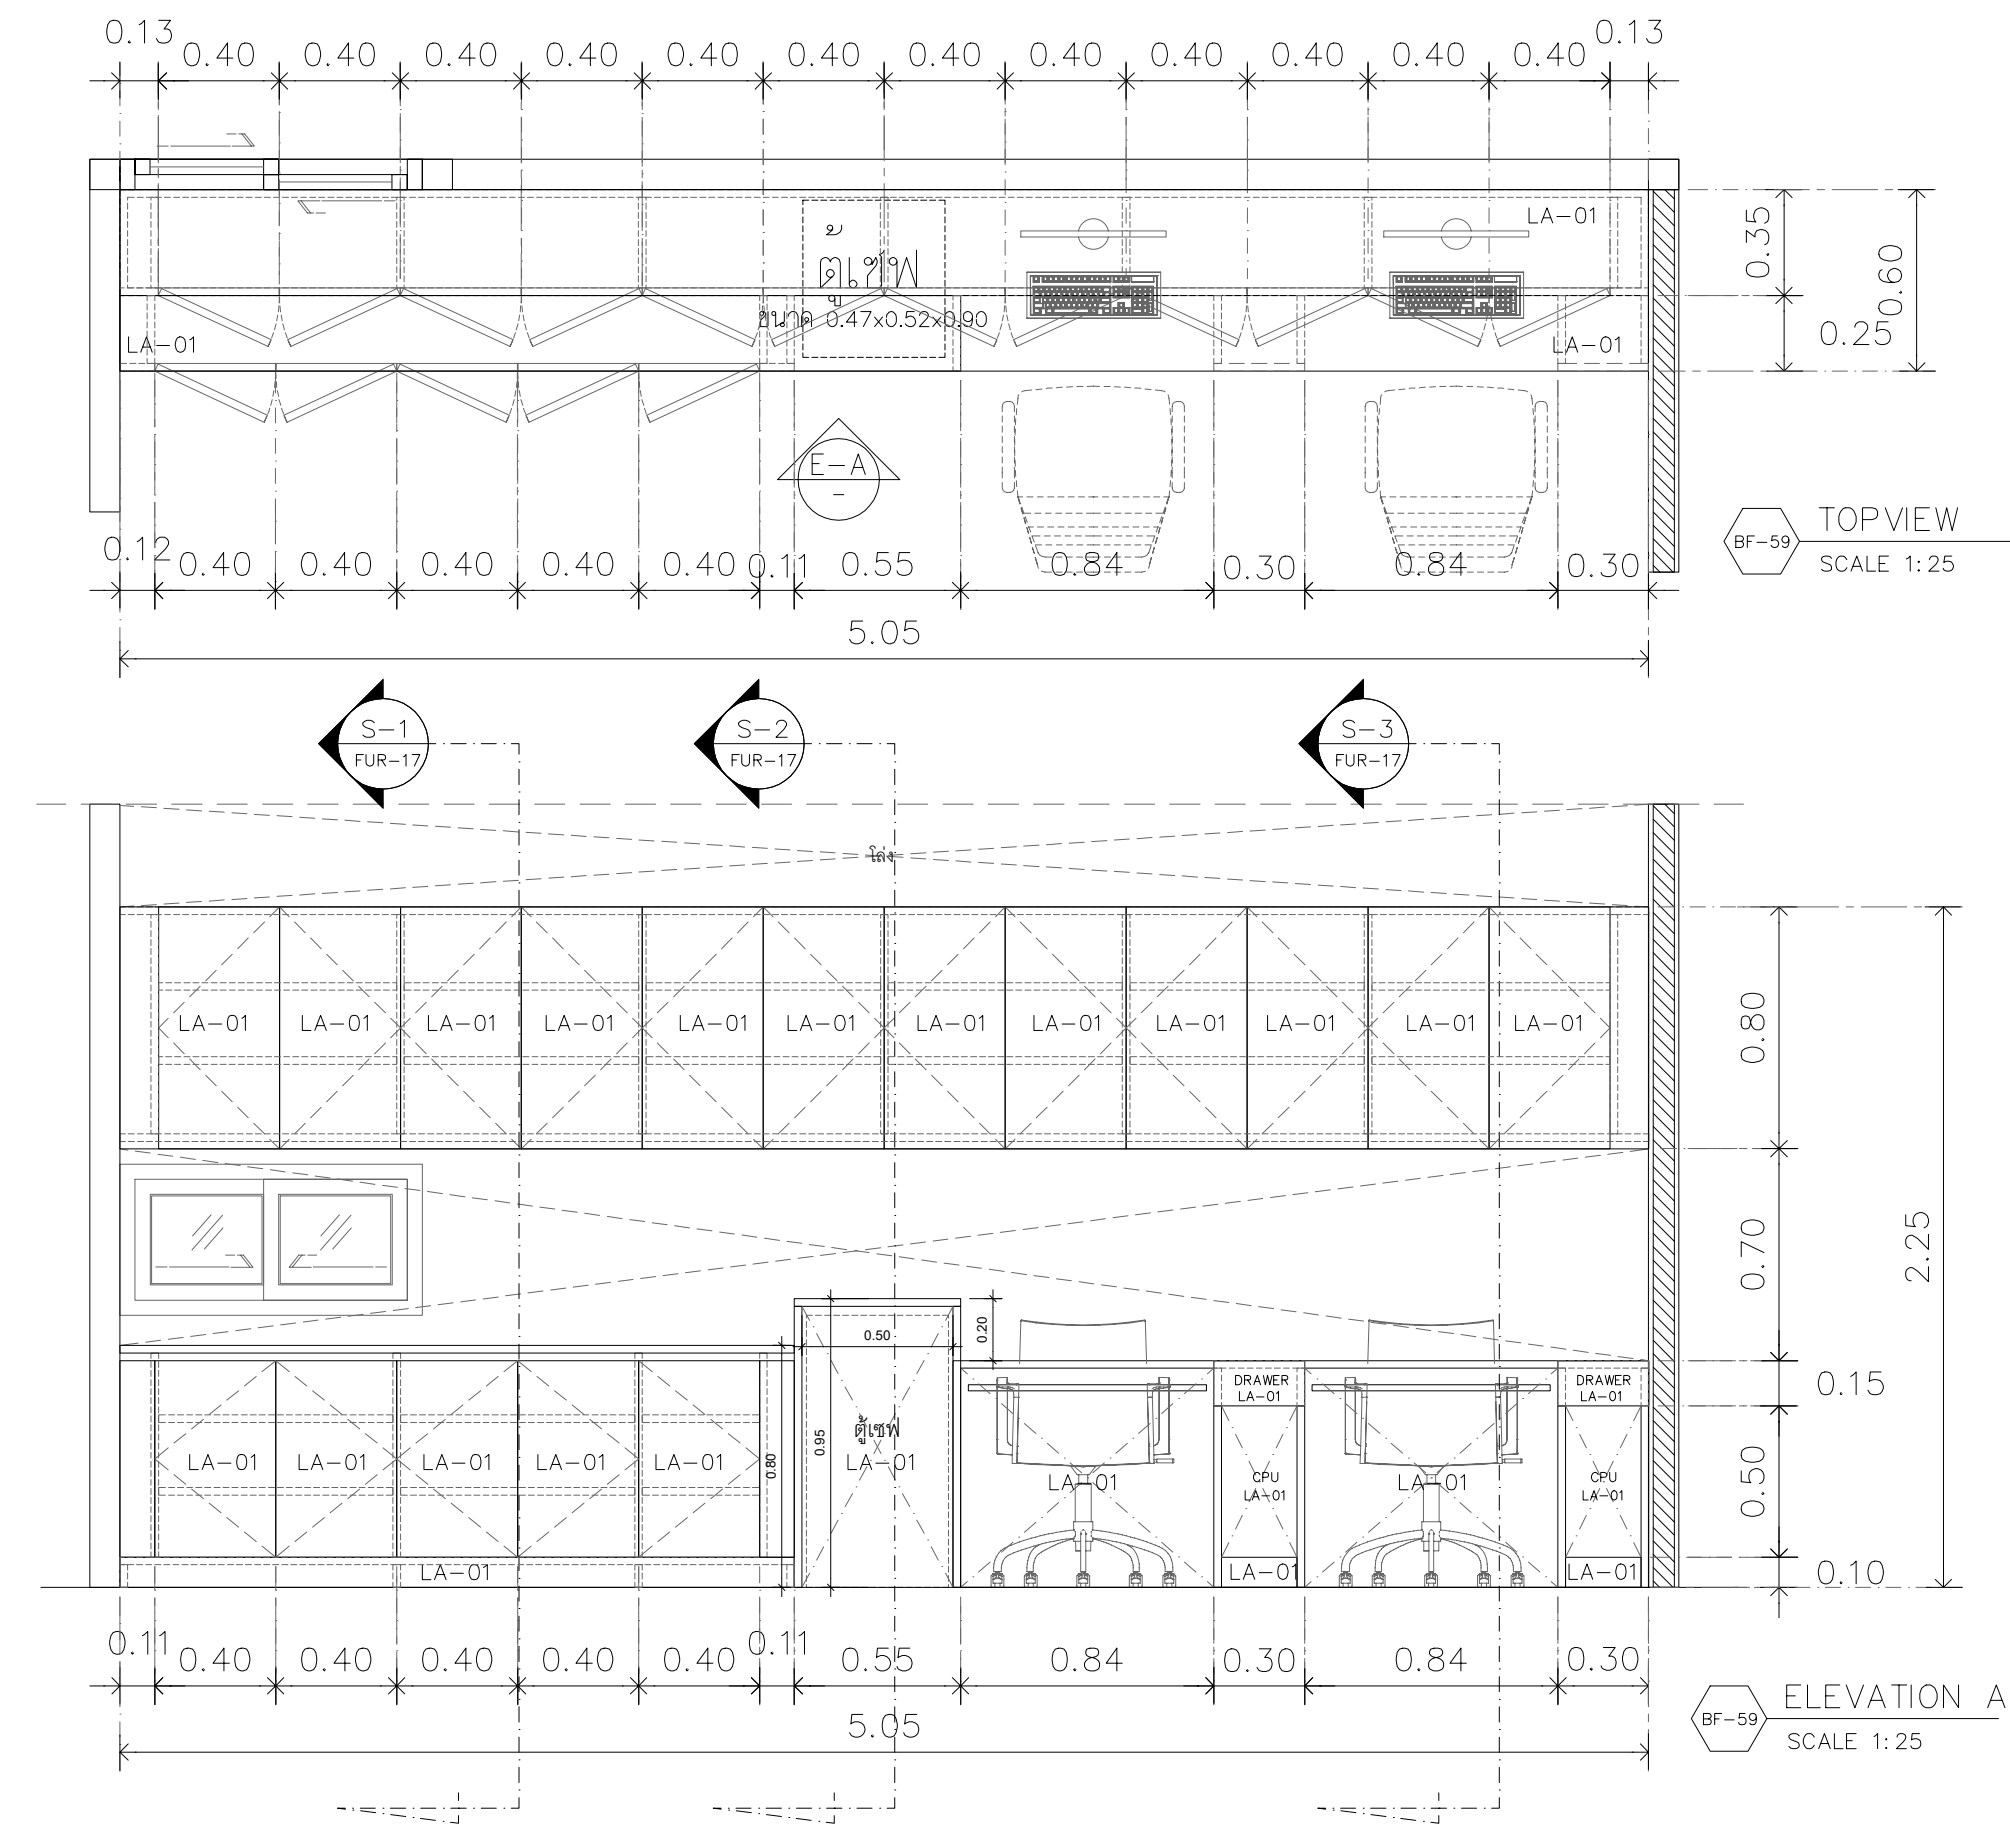 0.13 0.40 0.40 0.40 0.40 0.40 0.40 0.40 0.40 0.40 0.40 0.40 0.40 0.13
LA-01
0.35
0.60
ตู้เซฟ
ขนาด 0.47x0.52x0.90
LA-01
LA-01
0.25
E-A
-
TOPVIEW
BF-59
SCALE 1:25
0.12 0.40 0.40 0.40 0.40 0.40 0.11 0.55 0.84 0.30 0.84 0.30
5.05
S-1
FUR-17
S-2
FUR-17
S-3
FUR-17
โล่ง
LA-01 LA-01 LA-01 LA-01 LA-01 LA-01 LA-01 LA-01 LA-01 LA-01 LA-01 LA-01
0.80
0.70
2.25
0.50
0.20
DRAWER
LA-01
DRAWER
LA-01
0.15
ตู้เซฟ
LA-01
0.95
0.80
LA-01 LA-01 LA-01 LA-01 LA-01
LA-01
CPU
LA-01
LA-01
CPU
LA-01
0.50
LA-01
LA-01
LA-01
0.10
0.11 0.40 0.40 0.40 0.40 0.40 0.11 0.55 0.84 0.30 0.84 0.30
5.05
ELEVATION A
BF-59
SCALE 1:25